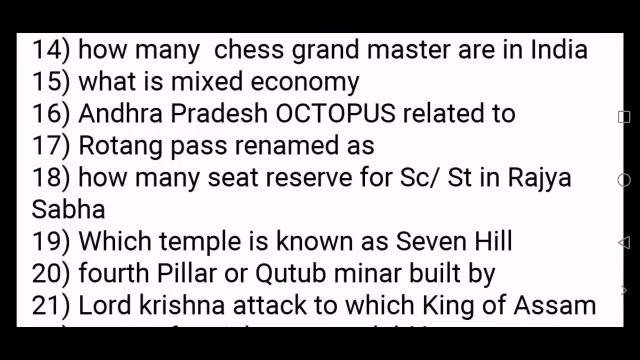 14) how many chess grand master are in India
15) what is mixed economy
16) Andhra Pradesh OCTOPUS related to
17) Rotang pass renamed as
18) how many seat reserve for Sc/ St in Rajya
Sabha
19) Which temple is known as Seven Hill
20) fourth Pillar or Qutub minar built by
21) Lord krishna attack to which King of Assam